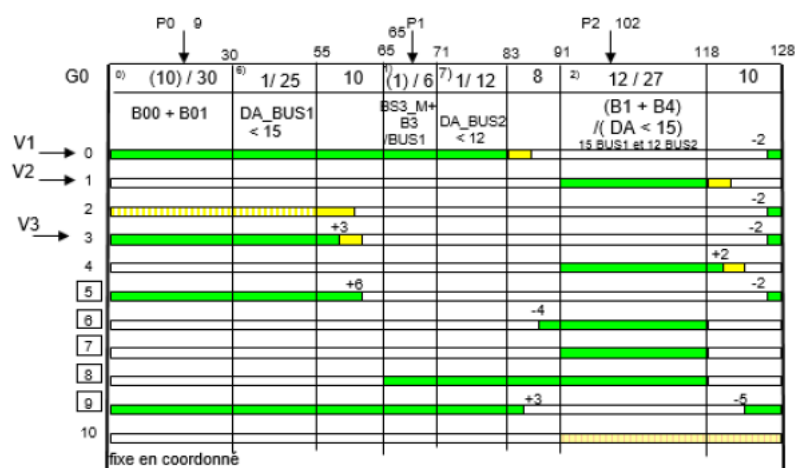 P0 9 65 P1 P2 102
30 55 65 71 83 91 118 128
G0 0) (10) / 30 6) 1/ 25 10 1) (1) / 6 7) 1/ 12 8 2) 12 / 27 10
B00 + B01 DA_BUS1 BS3_M+ DA_BUS2 (B1 + B4)
< 15 B3 < 12 /( DA < 15)
/BUS1 15 BUS1 et 12 BUS2
V1 0 -2
V2 1
2 -2
V3 3 +3 -2
4 +2
5 +6 -2
6 -4
7
8
9 +3 -5
10
fixe en coordonné